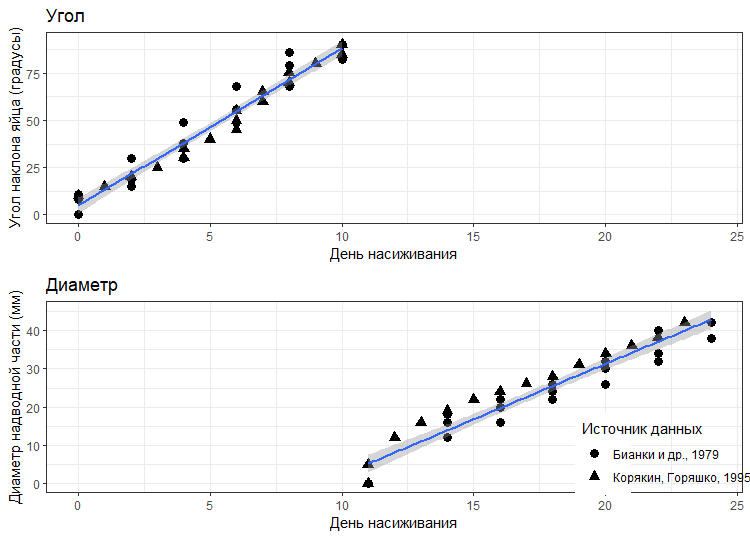 Угол
Угол наклона яйца (градусы)
75
50
25
0
0
5
10
15
20
25
День насиживания
Диаметр
Диаметр надводной части (мм)
40
30
20
10
0
0
5
10
15
20
25
День насиживания
Источник данных
Бианки и др., 1979
Корякин, Горяшко, 1995